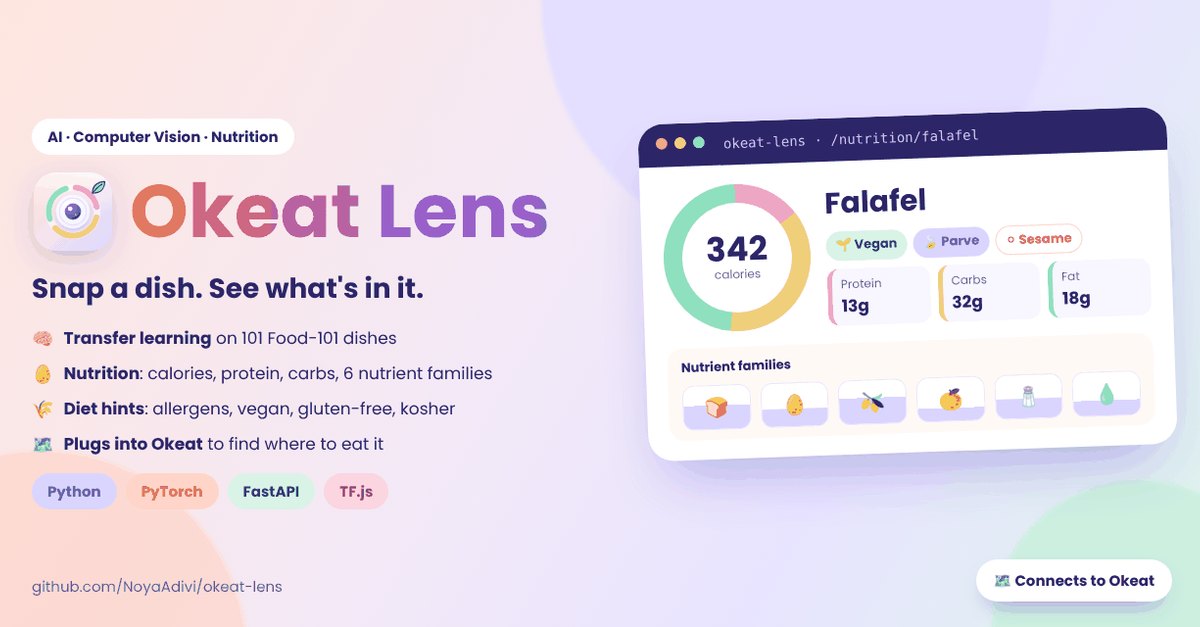 AI · Computer Vision · Nutrition
Okeat Lens
Snap a dish. See what's in it.
Transfer learning on 101 Food-101 dishes
Nutrition: calories, protein, carbs, 6 nutrient families
Diet hints: allergens, vegan, gluten-free, kosher
Plugs into Okeat to find where to eat it
Python PyTorch FastAPI TF.js
github.com/NoyaAdivi/okeat-lens
okeat-lens · /nutrition/falafel
342
calories
Falafel
Vegan Parve Sesame
Protein Carbs Fat
13g 32g 18g
Nutrient families
Connects to Okeat